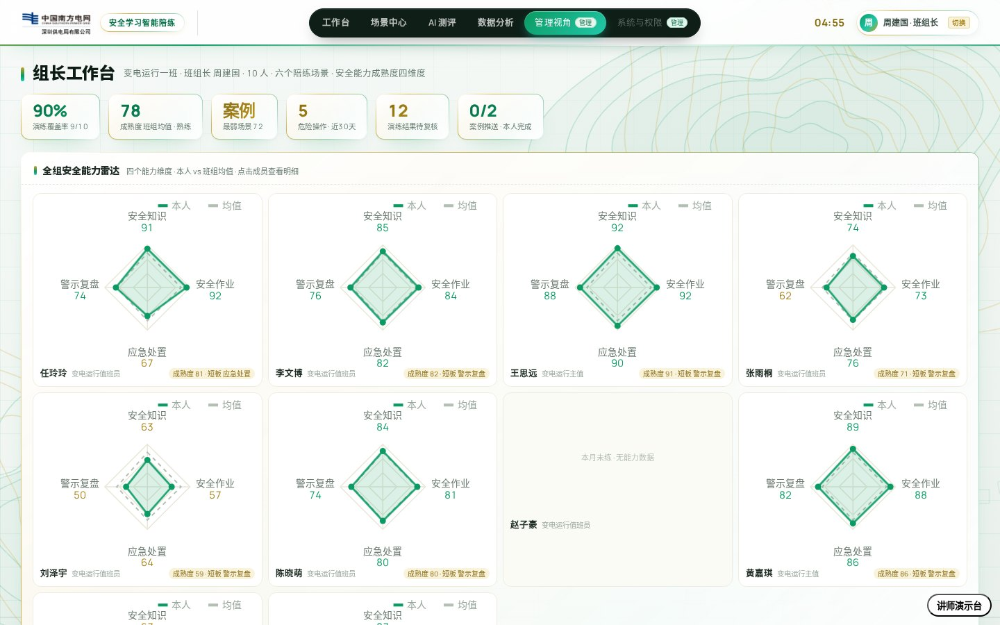 中国南方电网
CHINA SOUTHERN POWER GRID
深圳供电局有限公司
安全学习智能陪练
工作台
场景中心
AI 测评
数据分析
管理视角 管理
系统与权限 管理
04:55
周 周建国·班组长 切换
组长工作台 变电运行一班 · 班组长 周建国 · 10 人 · 六个陪练场景 · 安全能力成熟度四维度
90%
演练覆盖率 9/10
78
成熟度班组均值 · 熟练
案例
最弱场景 72
5
危险操作 · 近30天
12
演练结果待复核
0/2
案例推送 · 本人完成
全组安全能力雷达 四个能力维度 · 本人 vs 班组均值 · 点击成员查看明细
本人 均值
安全知识
91
警示复盘
74
安全作业
92
应急处置
67
任玲玲 变电运行值班员 成熟度 81 · 短板 应急处置
本人 均值
安全知识
85
警示复盘
76
安全作业
84
应急处置
82
李文博 变电运行值班员 成熟度 82 · 短板 警示复盘
本人 均值
安全知识
92
警示复盘
88
安全作业
92
应急处置
90
王思远 变电运行主值 成熟度 91 · 短板 警示复盘
本人 均值
安全知识
74
警示复盘
62
安全作业
73
应急处置
76
张雨桐 变电运行值班员 成熟度 71 · 短板 警示复盘
本人 均值
安全知识
63
警示复盘
50
安全作业
57
应急处置
64
刘泽宇 变电运行值班员 成熟度 59 · 短板 警示复盘
本人 均值
安全知识
84
警示复盘
74
安全作业
81
应急处置
80
陈晓萌 变电运行值班员 成熟度 80 · 短板 警示复盘
本月未练 · 无能力数据
赵子豪 变电运行值班员
本人 均值
安全知识
89
警示复盘
82
安全作业
88
应急处置
86
黄嘉琪 变电运行主值 成熟度 86 · 短板 警示复盘
本人 均值
安全知识
本人 均值
安全知识
讲师演示台